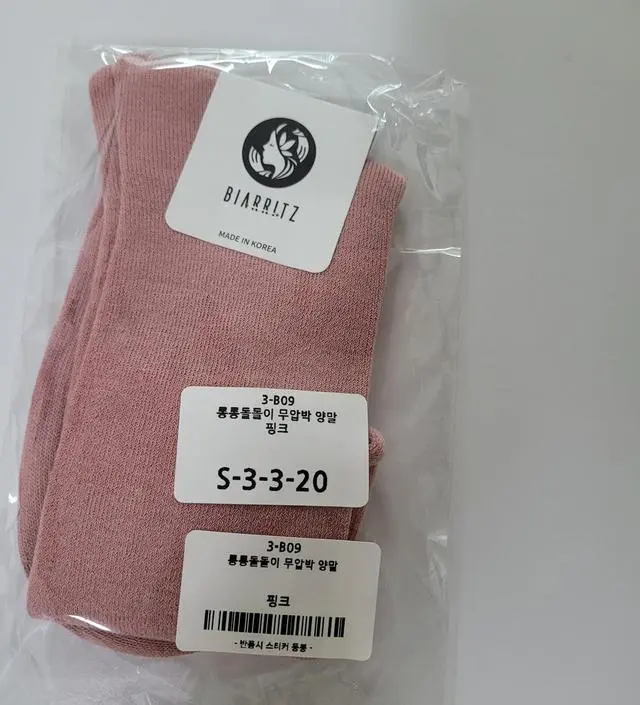 BIARRITZ
MADE IN KOREA
3-B09
롱롱돌돌이 무압박 양말
핑크
S-3-3-20
3-B09
롱롱돌돌이 무압박 양말
핑크
- 반품시 스티커 동봉 -